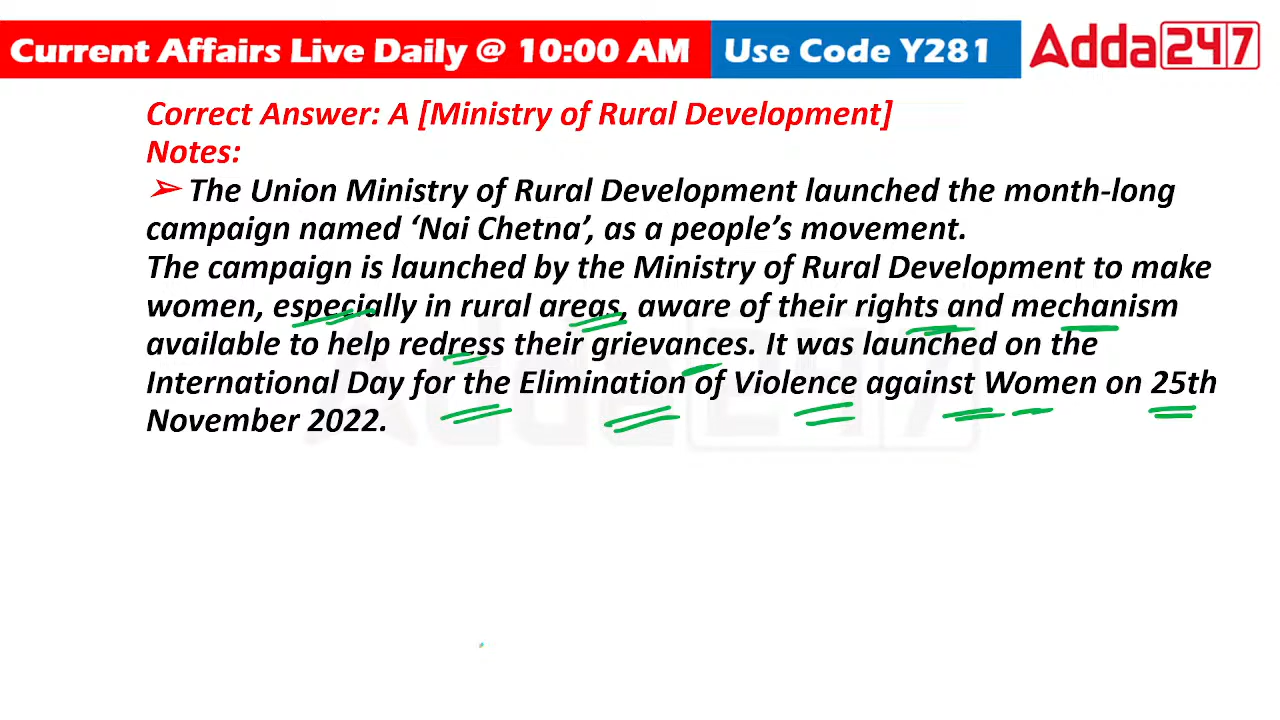 Current Affairs Live Daily @ 10:00 AM Use Code Y281 Adda247
Correct Answer: A [Ministry of Rural Development]
Notes:
➢ The Union Ministry of Rural Development launched the month-long
campaign named ‘Nai Chetna’, as a people’s movement.
The campaign is launched by the Ministry of Rural Development to make
women, especially in rural areas, aware of their rights and mechanism
available to help redress their grievances. It was launched on the
International Day for the Elimination of Violence against Women on 25th
November 2022.
Adda247